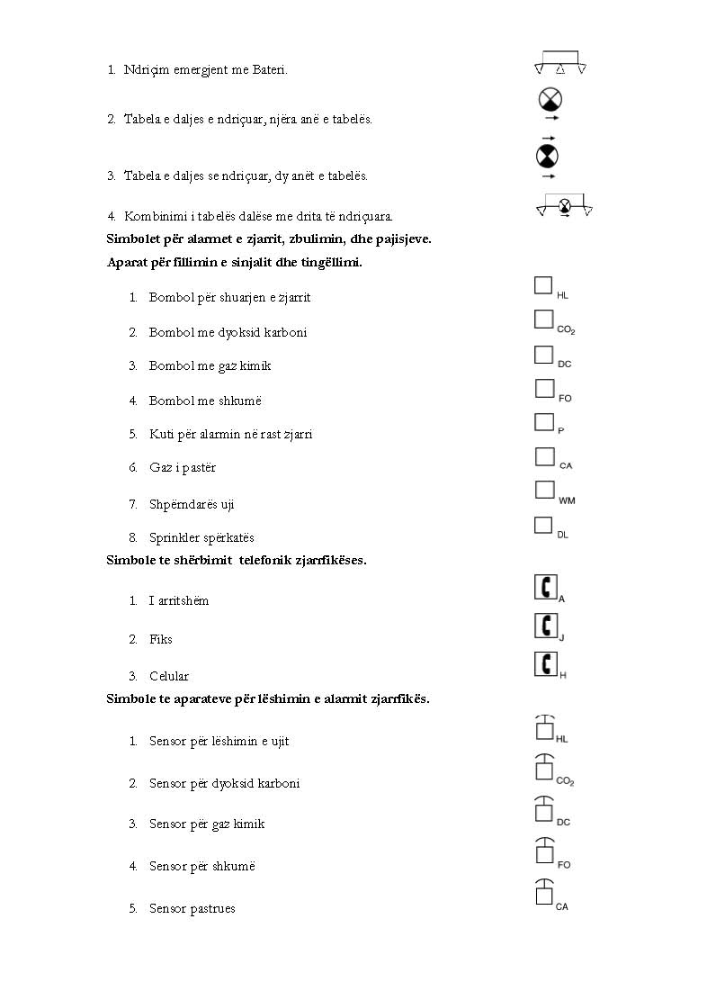 1. Ndriçim emergjent me Bateri.
2. Tabela e daljes e ndriçuar, njëra anë e tabelës.
3. Tabela e daljes se ndriçuar, dy anët e tabelës.
4. Kombinimi i tabelës dalëse me drita të ndriçuara.
Simbolet për alarmet e zjarrit, zbulimin, dhe pajisjeve.
Aparat për fillimin e sinjalit dhe tingëllimi.
1. Bombol për shuarjen e zjarrit HL
2. Bombol me dyoksid karboni CO₂
3. Bombol me gaz kimik DC
4. Bombol me shkumë FO
5. Kuti për alarmin në rast zjarri P
6. Gaz i pastër CA
7. Shpërndarës uji WM
8. Sprinkler spërkatës DL
Simbole te shërbimit telefonik zjarrfikëses.
1. I arritshëm A
2. Fiks J
3. Celular H
Simbole te aparateve për lëshimin e alarmit zjarrfikës.
1. Sensor për lëshimin e ujit HL
2. Sensor për dyoksid karboni CO₂
3. Sensor për gaz kimik DC
4. Sensor për shkumë FO
5. Sensor pastrues CA